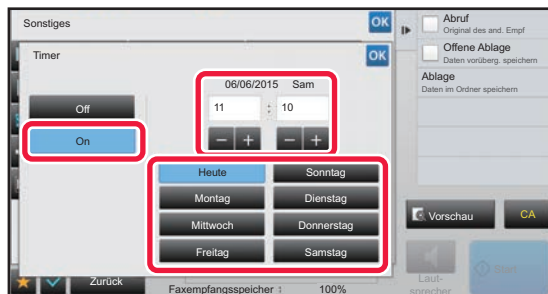 Sonstiges
OK
Timer
OK
06/06/2015 Sam
11 : 10
Off
On
Heute Sonntag
Montag Dienstag
Mittwoch Donnerstag
Freitag Samstag
Zurück
Faxempfangsspeicher : 100%
Abruf
Original des and. Empf
Offene Ablage
Daten vorüberg. speichern
Ablage
Daten im Ordner speichern
Vorschau
CA
Laut-
sprecher
Start